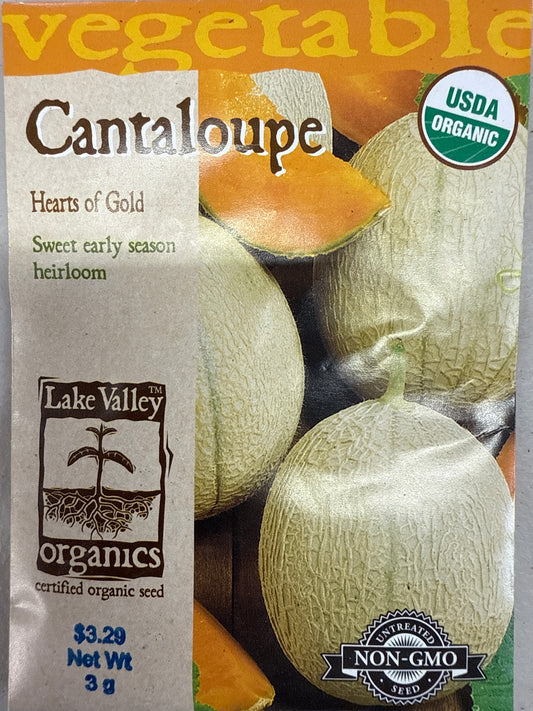 vegetable
Cantaloupe
USDA
ORGANIC
Hearts of Gold
Sweet early season
heirloom
Lake Valley™
organics
certified organic seed
$3.29
Net Wt
3 g
UNTREATED
NON-GMO
SEED